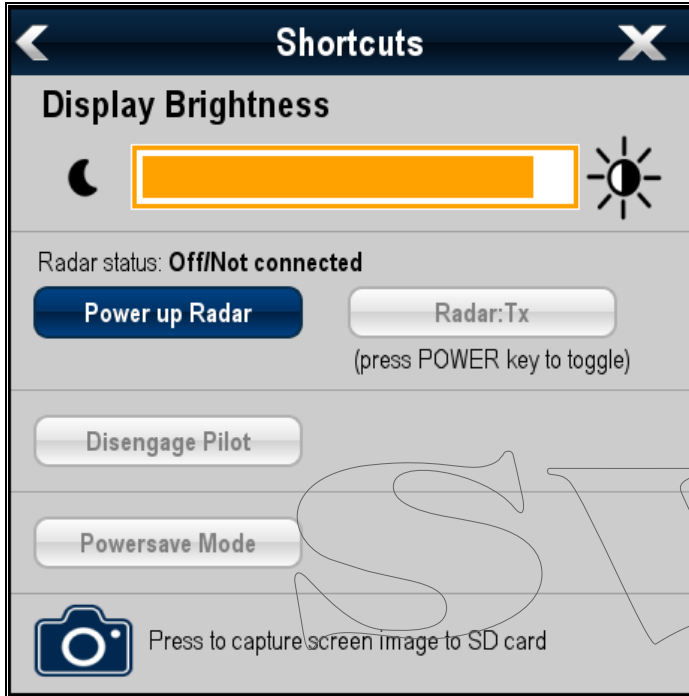 Shortcuts
Display Brightness
Radar status: Off/Not connected
Power up Radar
Radar:Tx
(press POWER key to toggle)
Disengage Pilot
Powersave Mode
Press to capture screen image to SD card